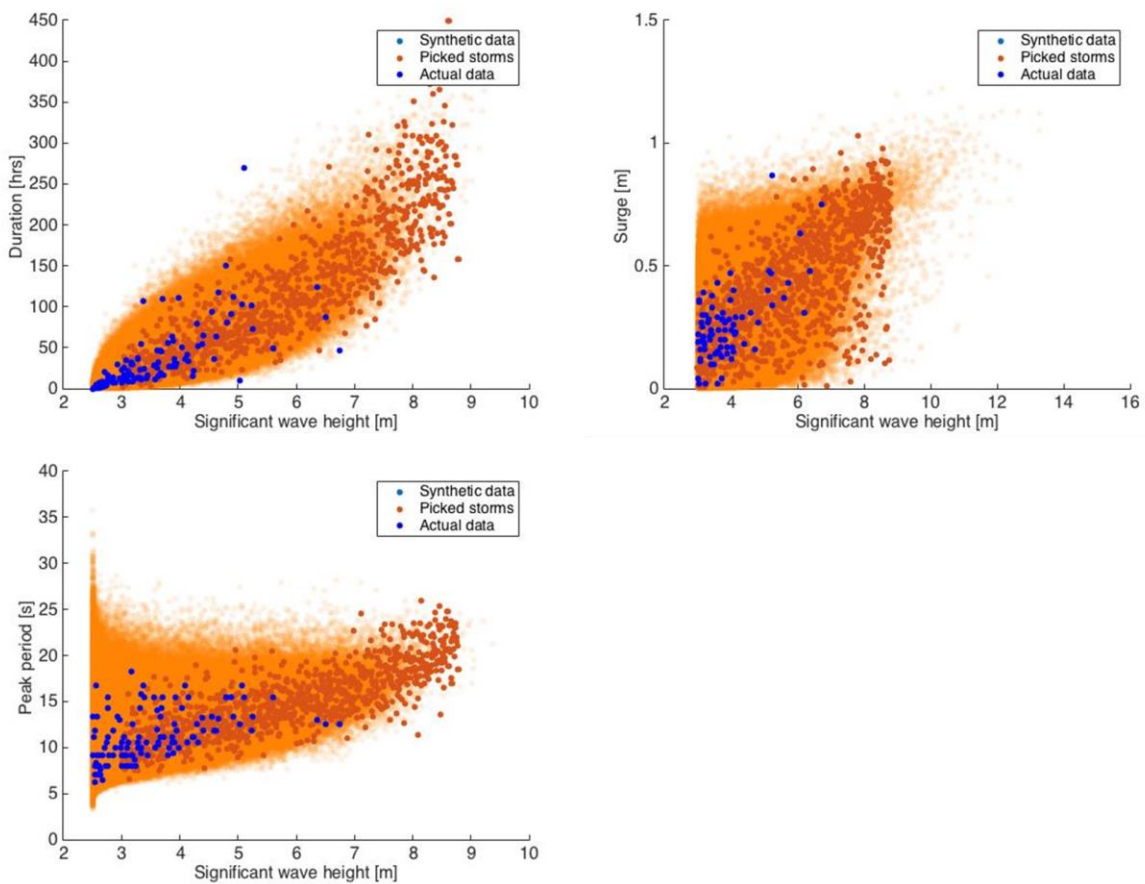 450
400
350
300
250
200
150
100
50
0
Duration [hrs]
Synthetic data
Picked storms
Actual data
2 3 4 5 6 7 8 9 10
Significant wave height [m]
1.5
1
0.5
0
Surge [m]
Synthetic data
Picked storms
Actual data
4 6 8 10 12 14 16
Significant wave height [m]
40
35
30
25
20
15
10
5
0
Peak period [s]
Synthetic data
Picked storms
Actual data
2 3 4 5 6 7 8 9 10
Significant wave height [m]